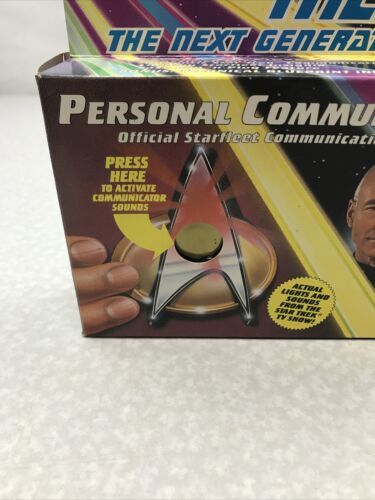 THE NEXT GENERAT
PERSONAL COMMU
Official Starfleet Communicati
PRESS
HERE
TO ACTIVATE
COMMUNICATOR
SOUNDS
ACTUAL
LIGHTS AND
SOUNDS
FROM THE
STAR TREK®
TV SHOW!